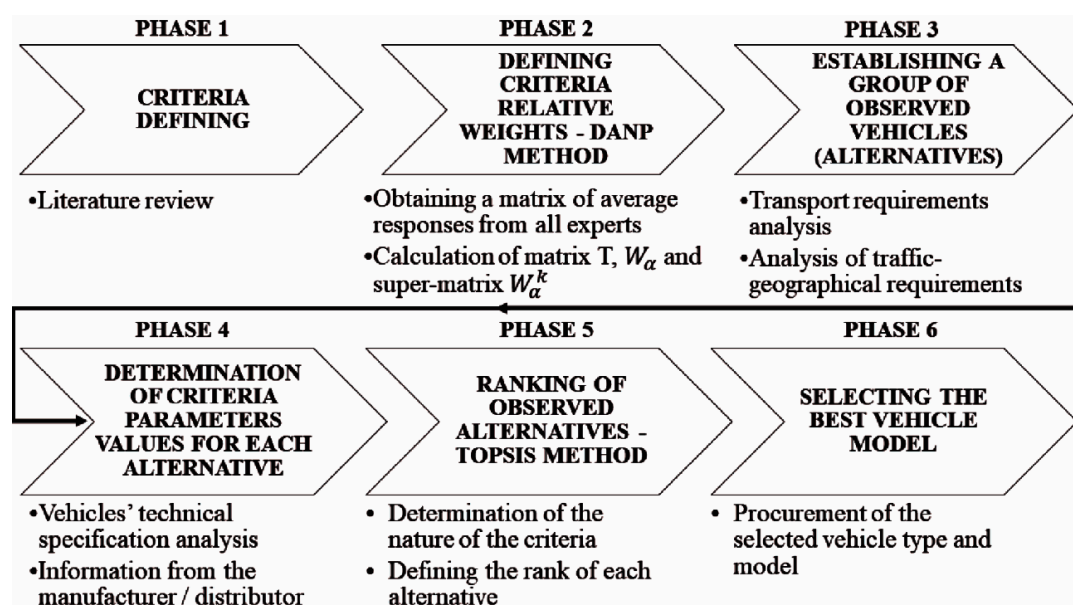 PHASE 1
CRITERIA
DEFINING
•Literature review
PHASE 2
DEFINING
CRITERIA
RELATIVE
WEIGHTS - DANP
METHOD
•Obtaining a matrix of average
responses from all experts
•Calculation of matrix T, W_α and
super-matrix W_α^k
PHASE 3
ESTABLISHING A
GROUP OF
OBSERVED
VEHICLES
(ALTERNATIVES)
•Transport requirements
analysis
•Analysis of traffic-
geographical requirements
PHASE 4
DETERMINATION
OF CRITERIA
PARAMETERS
VALUES FOR EACH
ALTERNATIVE
•Vehicles’ technical
specification analysis
•Information from the
manufacturer / distributor
PHASE 5
RANKING OF
OBSERVED
ALTERNATIVES -
TOPSIS METHOD
• Determination of the
nature of the criteria
• Defining the rank of each
alternative
PHASE 6
SELECTING THE
BEST VEHICLE
MODEL
• Procurement of the
selected vehicle type and
model